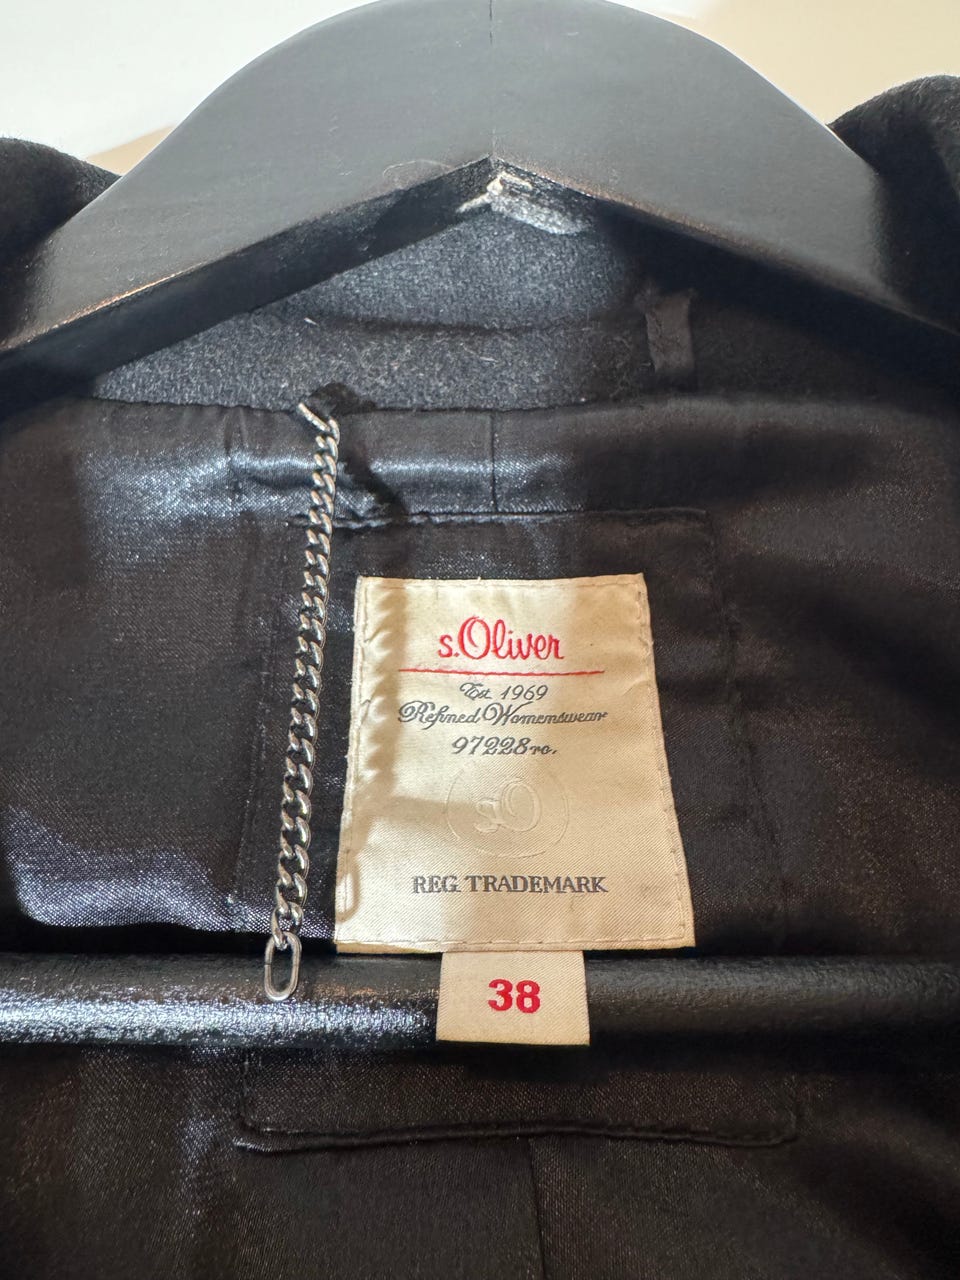 s.Oliver
Est. 1969
Refined Womenswear
97228 ro.
sO
REG. TRADEMARK
38